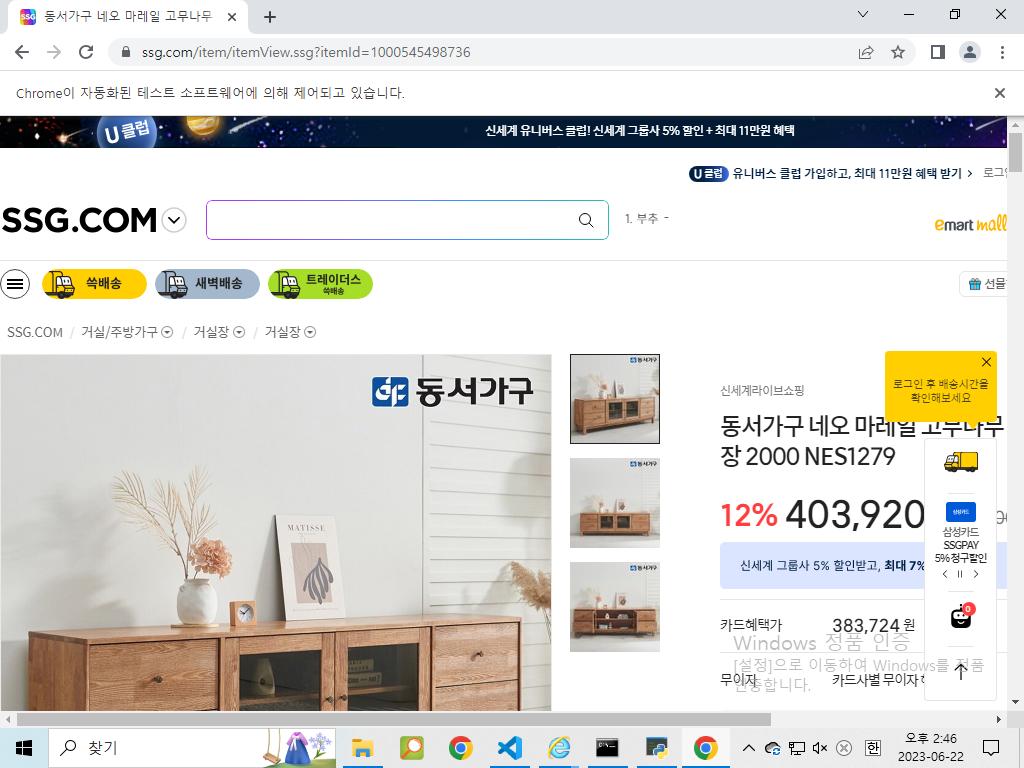 동서가구 네오 마레일 고무나무
ssg.com/item/itemView.ssg?itemId=1000545498736
Chrome이 자동화된 테스트 소프트웨어에 의해 제어되고 있습니다.
U클럽
신세계 유니버스 클럽! 신세계 그룹사 5% 할인 + 최대 11만원 혜택
U클럽 유니버스 클럽 가입하고, 최대 11만원 혜택 받기 >
SSG.COM
1. 부추 -
emart mall
쓱배송
새벽배송
트레이더스
쓱배송
선물
SSG.COM / 거실/주방가구 / 거실장 / 거실장
동서가구
MATISSE
신세계라이브쇼핑
동서가구 네오 마레일 고무나무
장 2000 NES1279
12% 403,920
신세계 그룹사 5% 할인받고, 최대 7%
카드혜택가 383,724 원
무이자 카드사별 무이자
로그인 후 배송시간을
확인해보세요
삼성카드
삼성카드
SSGPAY
5% 청구할인
0
Windows 정품 인증
[설정]으로 이동하여 Windows를 정품
인증합니다.
찾기
한
오후 2:46
2023-06-22